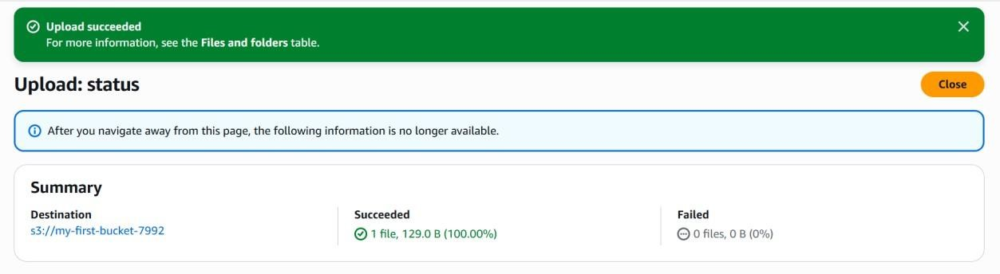 Upload succeeded
For more information, see the Files and folders table.
Upload: status
Close
After you navigate away from this page, the following information is no longer available.
Summary
Destination
s3://my-first-bucket-7992
Succeeded
1 file, 129.0 B (100.00%)
Failed
0 files, 0 B (0%)